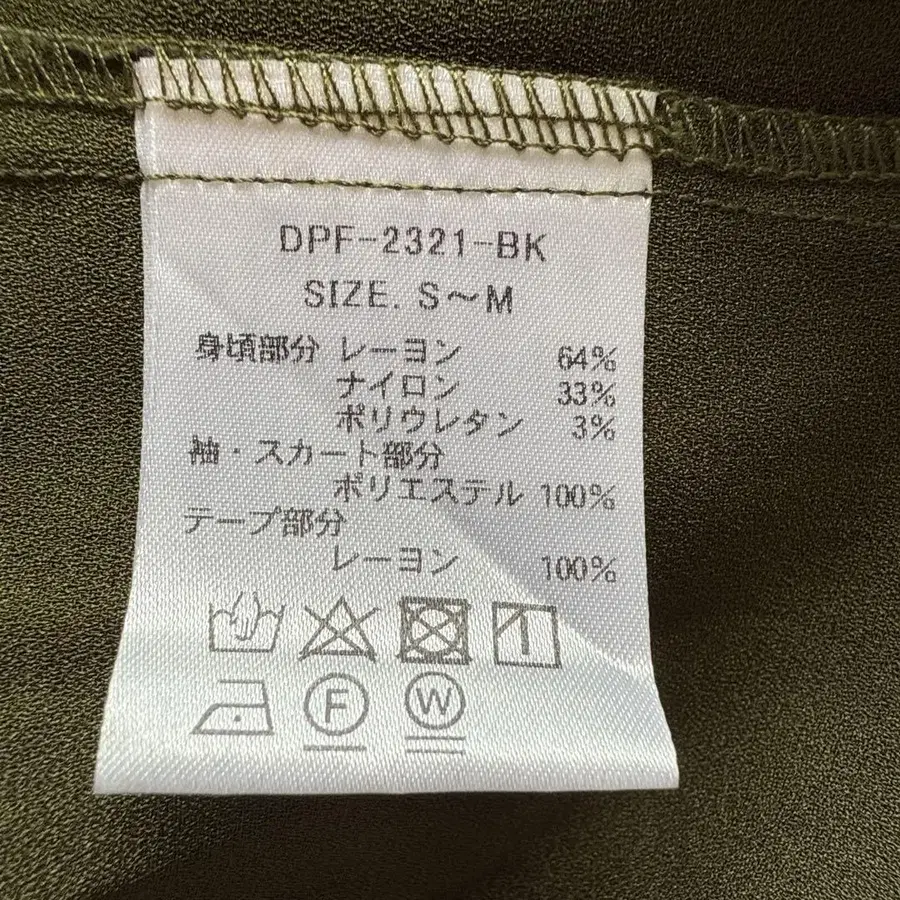 DPF-2321-BK
SIZE. S～M
身頃部分 レーヨン 64%
ナイロン 33%
ポリウレタン 3%
袖・スカート部分
ポリエステル 100%
テープ部分
レーヨン 100%
F W